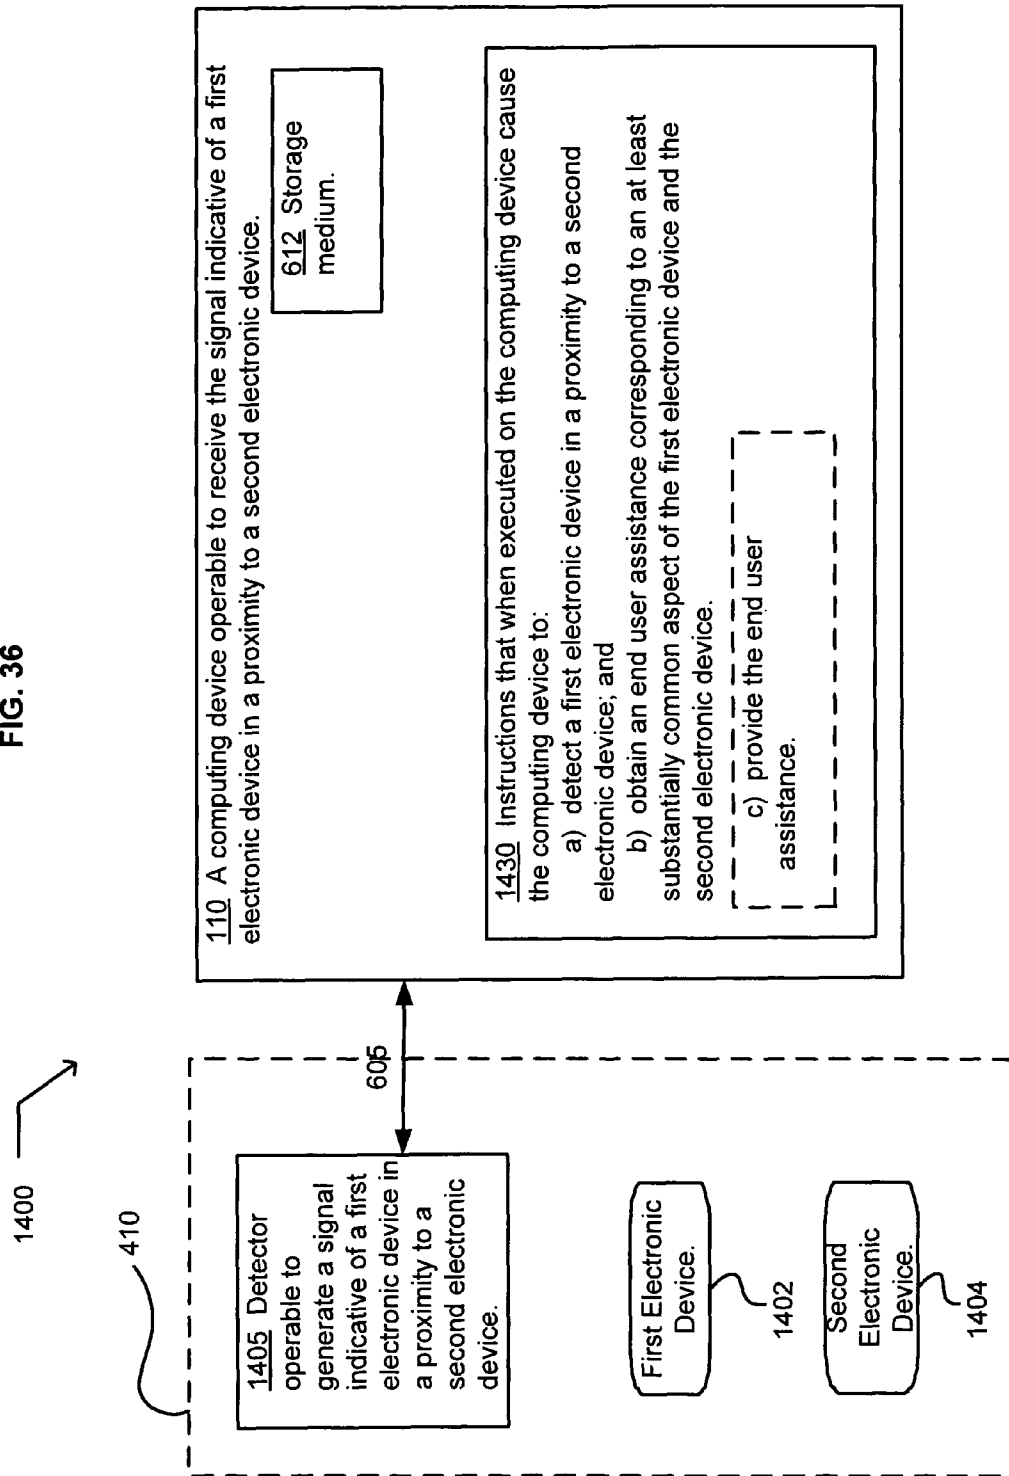 FIG. 36
1400
410
1405 Detector
operable to
generate a signal
indicative of a first
electronic device in
a proximity to a
second electronic
device.
First Electronic
Device.
1402
Second
Electronic
Device.
1404
605
110 A computing device operable to receive the signal indicative of a first
electronic device in a proximity to a second electronic device.
612 Storage
medium.
1430 Instructions that when executed on the computing device cause
the computing device to:
a) detect a first electronic device in a proximity to a second
electronic device; and
b) obtain an end user assistance corresponding to an at least
substantially common aspect of the first electronic device and the
second electronic device.
c) provide the end user
assistance.